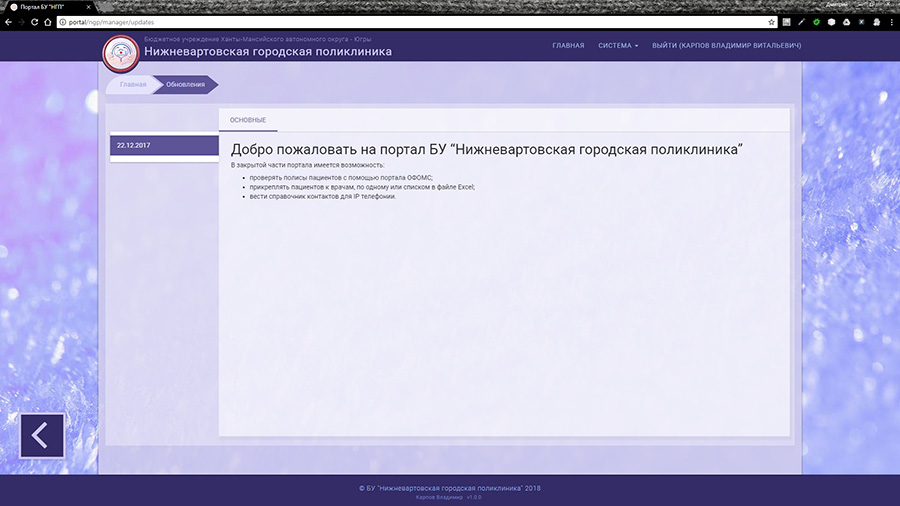 Портал БУ "НГП"
Дмитрий
portal/ngp/manager/updates
Бюджетное учреждение Ханты-Мансийского автономного округа - Югры
Нижневартовская городская поликлиника
ГЛАВНАЯ СИСТЕМА ВЫЙТИ (КАРПОВ ВЛАДИМИР ВИТАЛЬЕВИЧ)
Главная Обновления
22.12.2017
ОСНОВНЫЕ
Добро пожаловать на портал БУ “Нижневартовская городская поликлиника”
В закрытой части портала имеется возможность:
• проверять полисы пациентов с помощью портала ОФОМС;
• прикреплять пациентов к врачам, по одному или списком в файле Excel;
• вести справочник контактов для IP телефонии.
© БУ "Нижневартовская городская поликлиника" 2018
Карпов Владимир v1.0.0